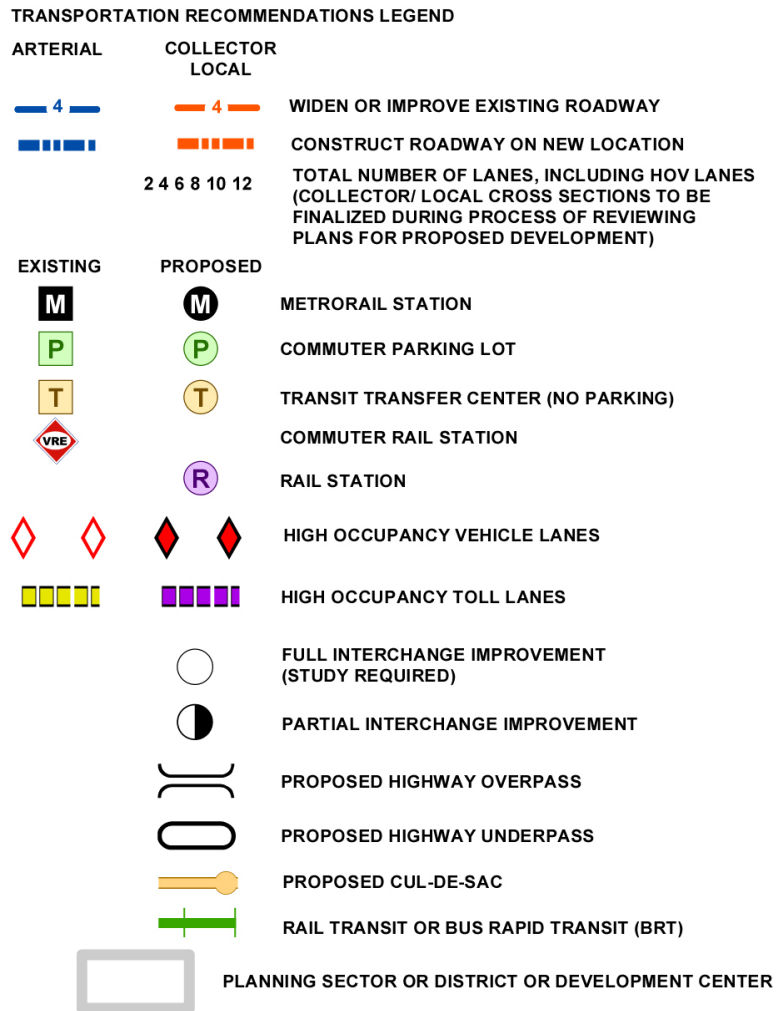 TRANSPORTATION RECOMMENDATIONS LEGEND
ARTERIAL
COLLECTOR
LOCAL
4
4
WIDEN OR IMPROVE EXISTING ROADWAY
CONSTRUCT ROADWAY ON NEW LOCATION
2 4 6 8 10 12
TOTAL NUMBER OF LANES, INCLUDING HOV LANES
(COLLECTOR/ LOCAL CROSS SECTIONS TO BE
FINALIZED DURING PROCESS OF REVIEWING
PLANS FOR PROPOSED DEVELOPMENT)
EXISTING
PROPOSED
M
M
METRORAIL STATION
P
P
COMMUTER PARKING LOT
T
T
TRANSIT TRANSFER CENTER (NO PARKING)
VRE
COMMUTER RAIL STATION
R
RAIL STATION
HIGH OCCUPANCY VEHICLE LANES
HIGH OCCUPANCY TOLL LANES
FULL INTERCHANGE IMPROVEMENT
(STUDY REQUIRED)
PARTIAL INTERCHANGE IMPROVEMENT
PROPOSED HIGHWAY OVERPASS
PROPOSED HIGHWAY UNDERPASS
PROPOSED CUL-DE-SAC
RAIL TRANSIT OR BUS RAPID TRANSIT (BRT)
PLANNING SECTOR OR DISTRICT OR DEVELOPMENT CENTER